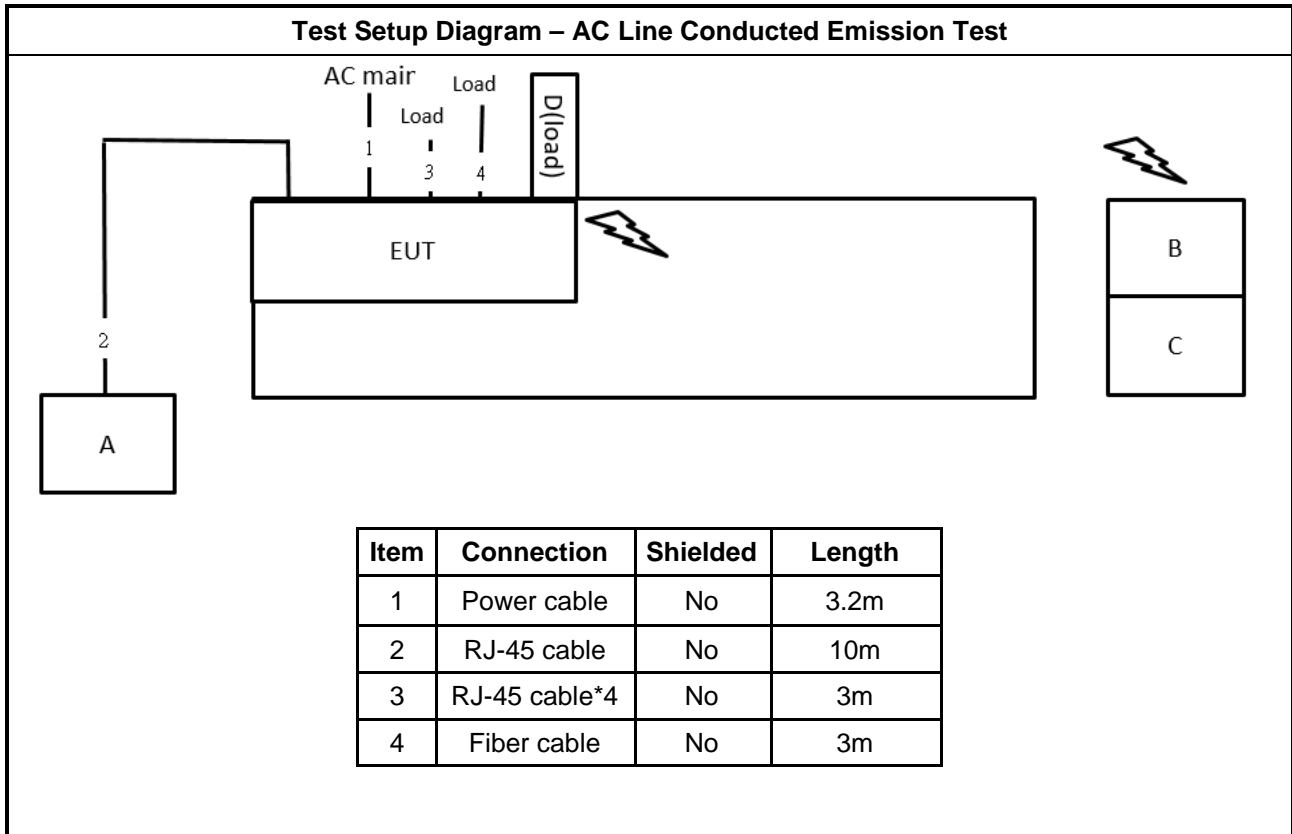 Test Setup Diagram – AC Line Conducted Emission Test
AC mair
Load
Load
D(load)
1
3
4
EUT
B
2
C
A
Item Connection Shielded Length
1 Power cable No 3.2m
2 RJ-45 cable No 10m
3 RJ-45 cable*4 No 3m
4 Fiber cable No 3m